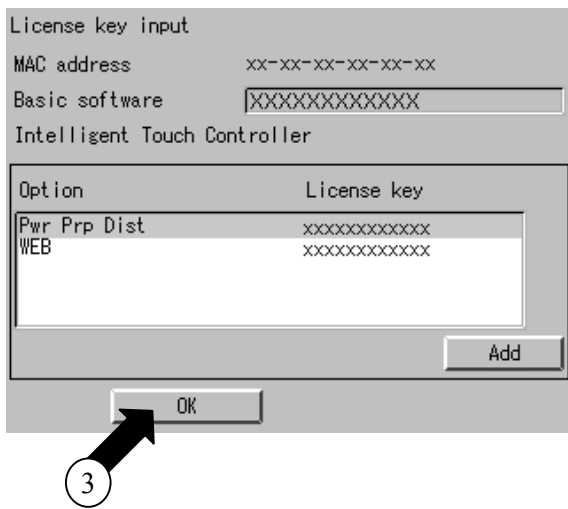 License key input
MAC address xx-xx-xx-xx-xx-xx
Basic software XXXXXXXXXXXXX
Intelligent Touch Controller
Option License key
Pwr Prp Dist xxxxxxxxxxxx
WEB xxxxxxxxxxxx
Add
OK
3